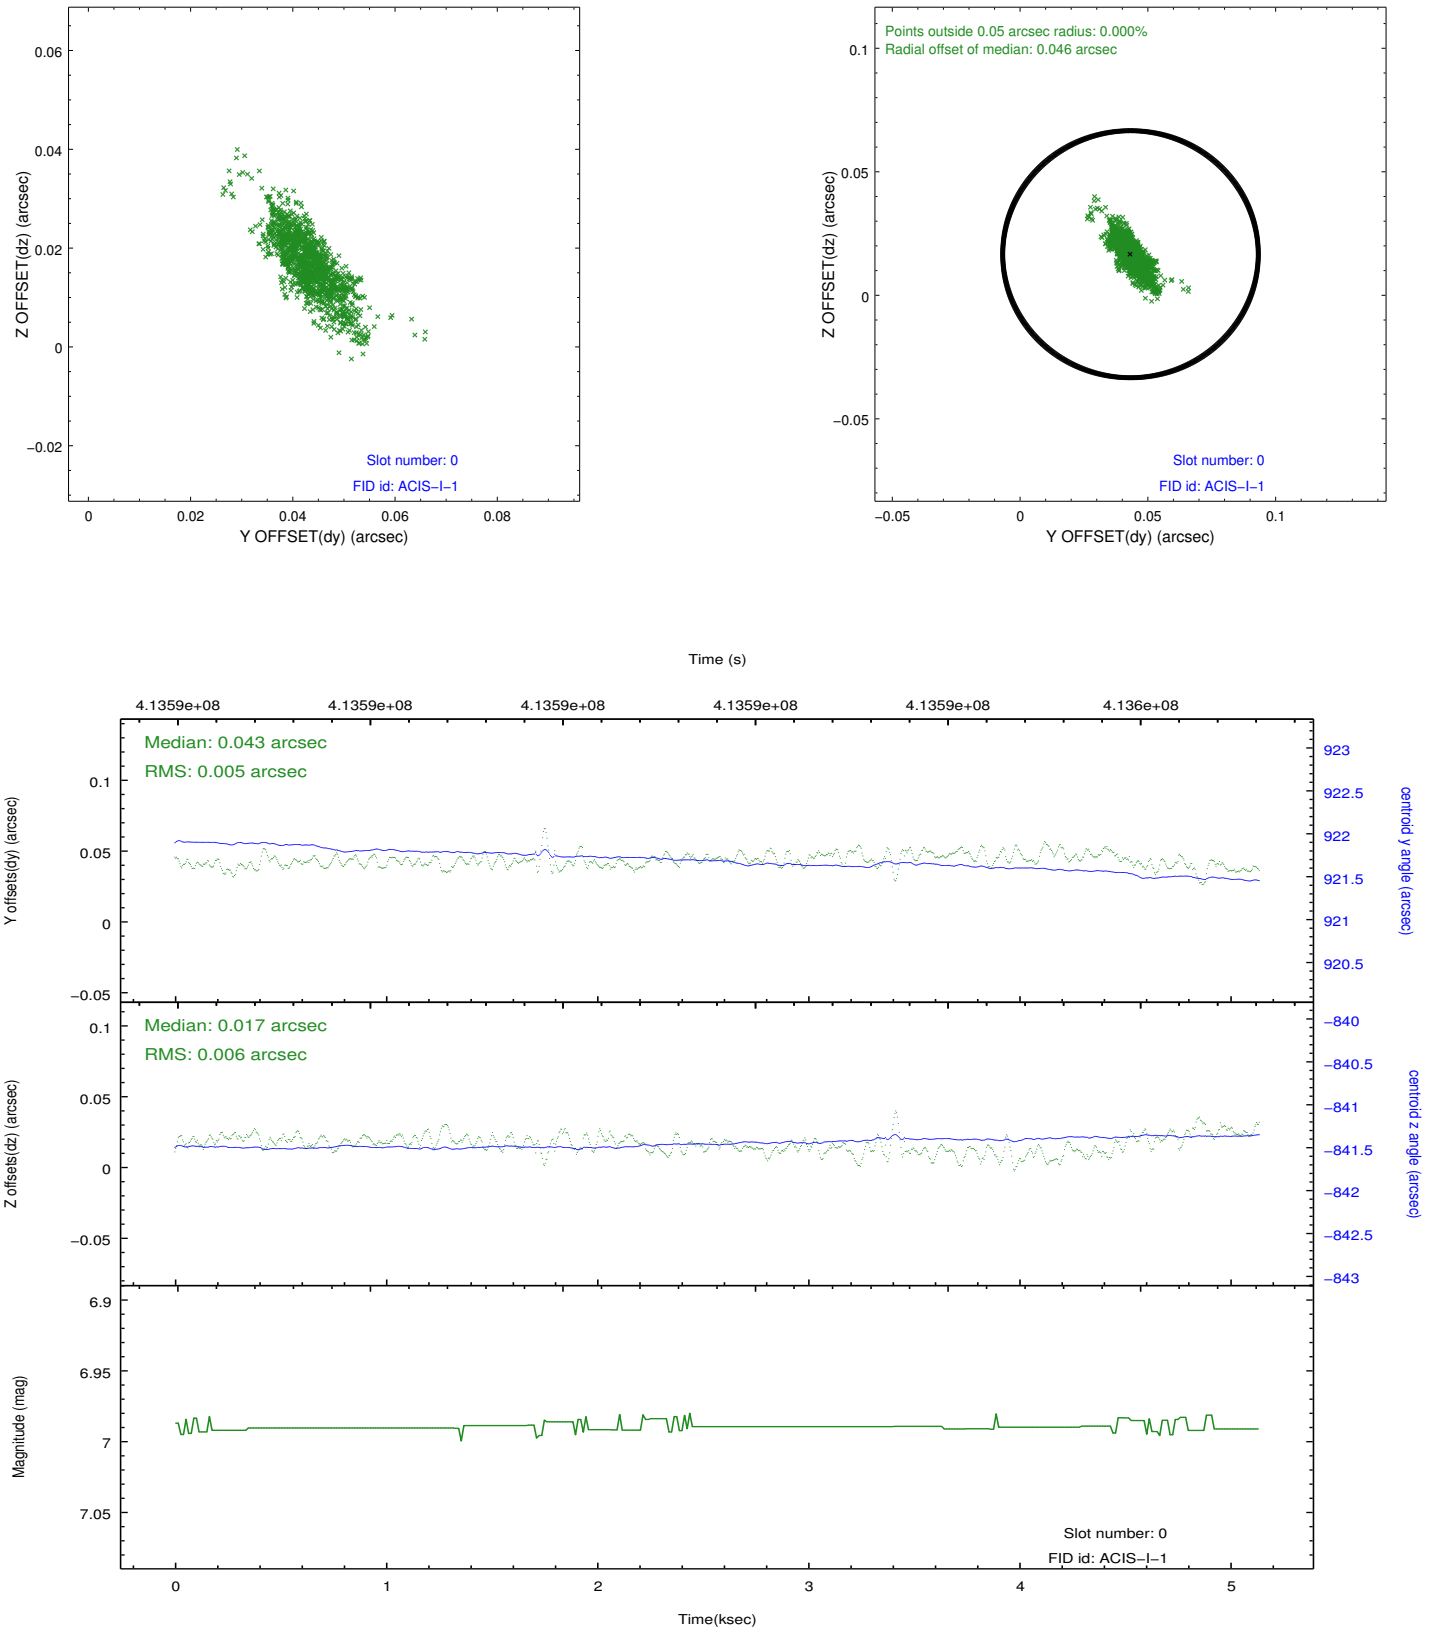 0.06
0.04
0.02
0
−0.02
Z OFFSET(dz) (arcsec)
Slot number: 0
FID id: ACIS−I−1
0
0.02
0.04
0.06
0.08
Y OFFSET(dy) (arcsec)
Points outside 0.05 arcsec radius: 0.000%
Radial offset of median: 0.046 arcsec
0.1
0.05
0
−0.05
Z OFFSET(dz) (arcsec)
Slot number: 0
FID id: ACIS−I−1
−0.05
0
0.05
0.1
Y OFFSET(dy) (arcsec)
Time (s)
4.1359e+08
4.1359e+08
4.1359e+08
4.1359e+08
4.1359e+08
4.136e+08
Median: 0.043 arcsec
RMS: 0.005 arcsec
0.1
0.05
0
−0.05
Y offsets(dy) (arcsec)
923
922.5
922
921.5
921
920.5
centroid y angle (arcsec)
Median: 0.017 arcsec
RMS: 0.006 arcsec
0.1
0.05
0
−0.05
Z offsets(dz) (arcsec)
−840
−840.5
−841
−841.5
−842
−842.5
−843
centroid z angle (arcsec)
6.9
6.95
7
7.05
Magnitude (mag)
Slot number: 0
FID id: ACIS−I−1
0
1
2
3
4
5
Time(ksec)